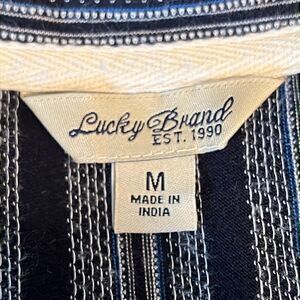 Lucky Brand
EST. 1990
M
MADE IN
INDIA